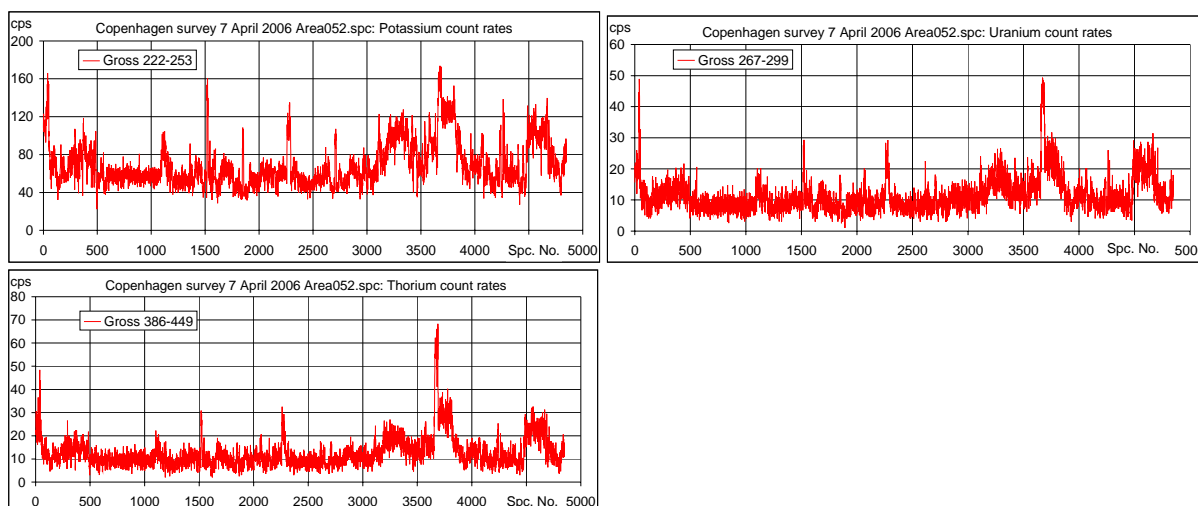 cps
Copenhagen survey 7 April 2006 Area052.spc: Potassium count rates
Gross 222-253
200
160
120
80
40
0
0 500 1000 1500 2000 2500 3000 3500 4000 Spc. No. 5000
cps
Copenhagen survey 7 April 2006 Area052.spc: Uranium count rates
Gross 267-299
60
50
40
30
20
10
0
0 500 1000 1500 2000 2500 3000 3500 4000 Spc. No. 5000
cps
Copenhagen survey 7 April 2006 Area052.spc: Thorium count rates
Gross 386-449
80
70
60
50
40
30
20
10
0
0 500 1000 1500 2000 2500 3000 3500 4000 Spc. No. 5000